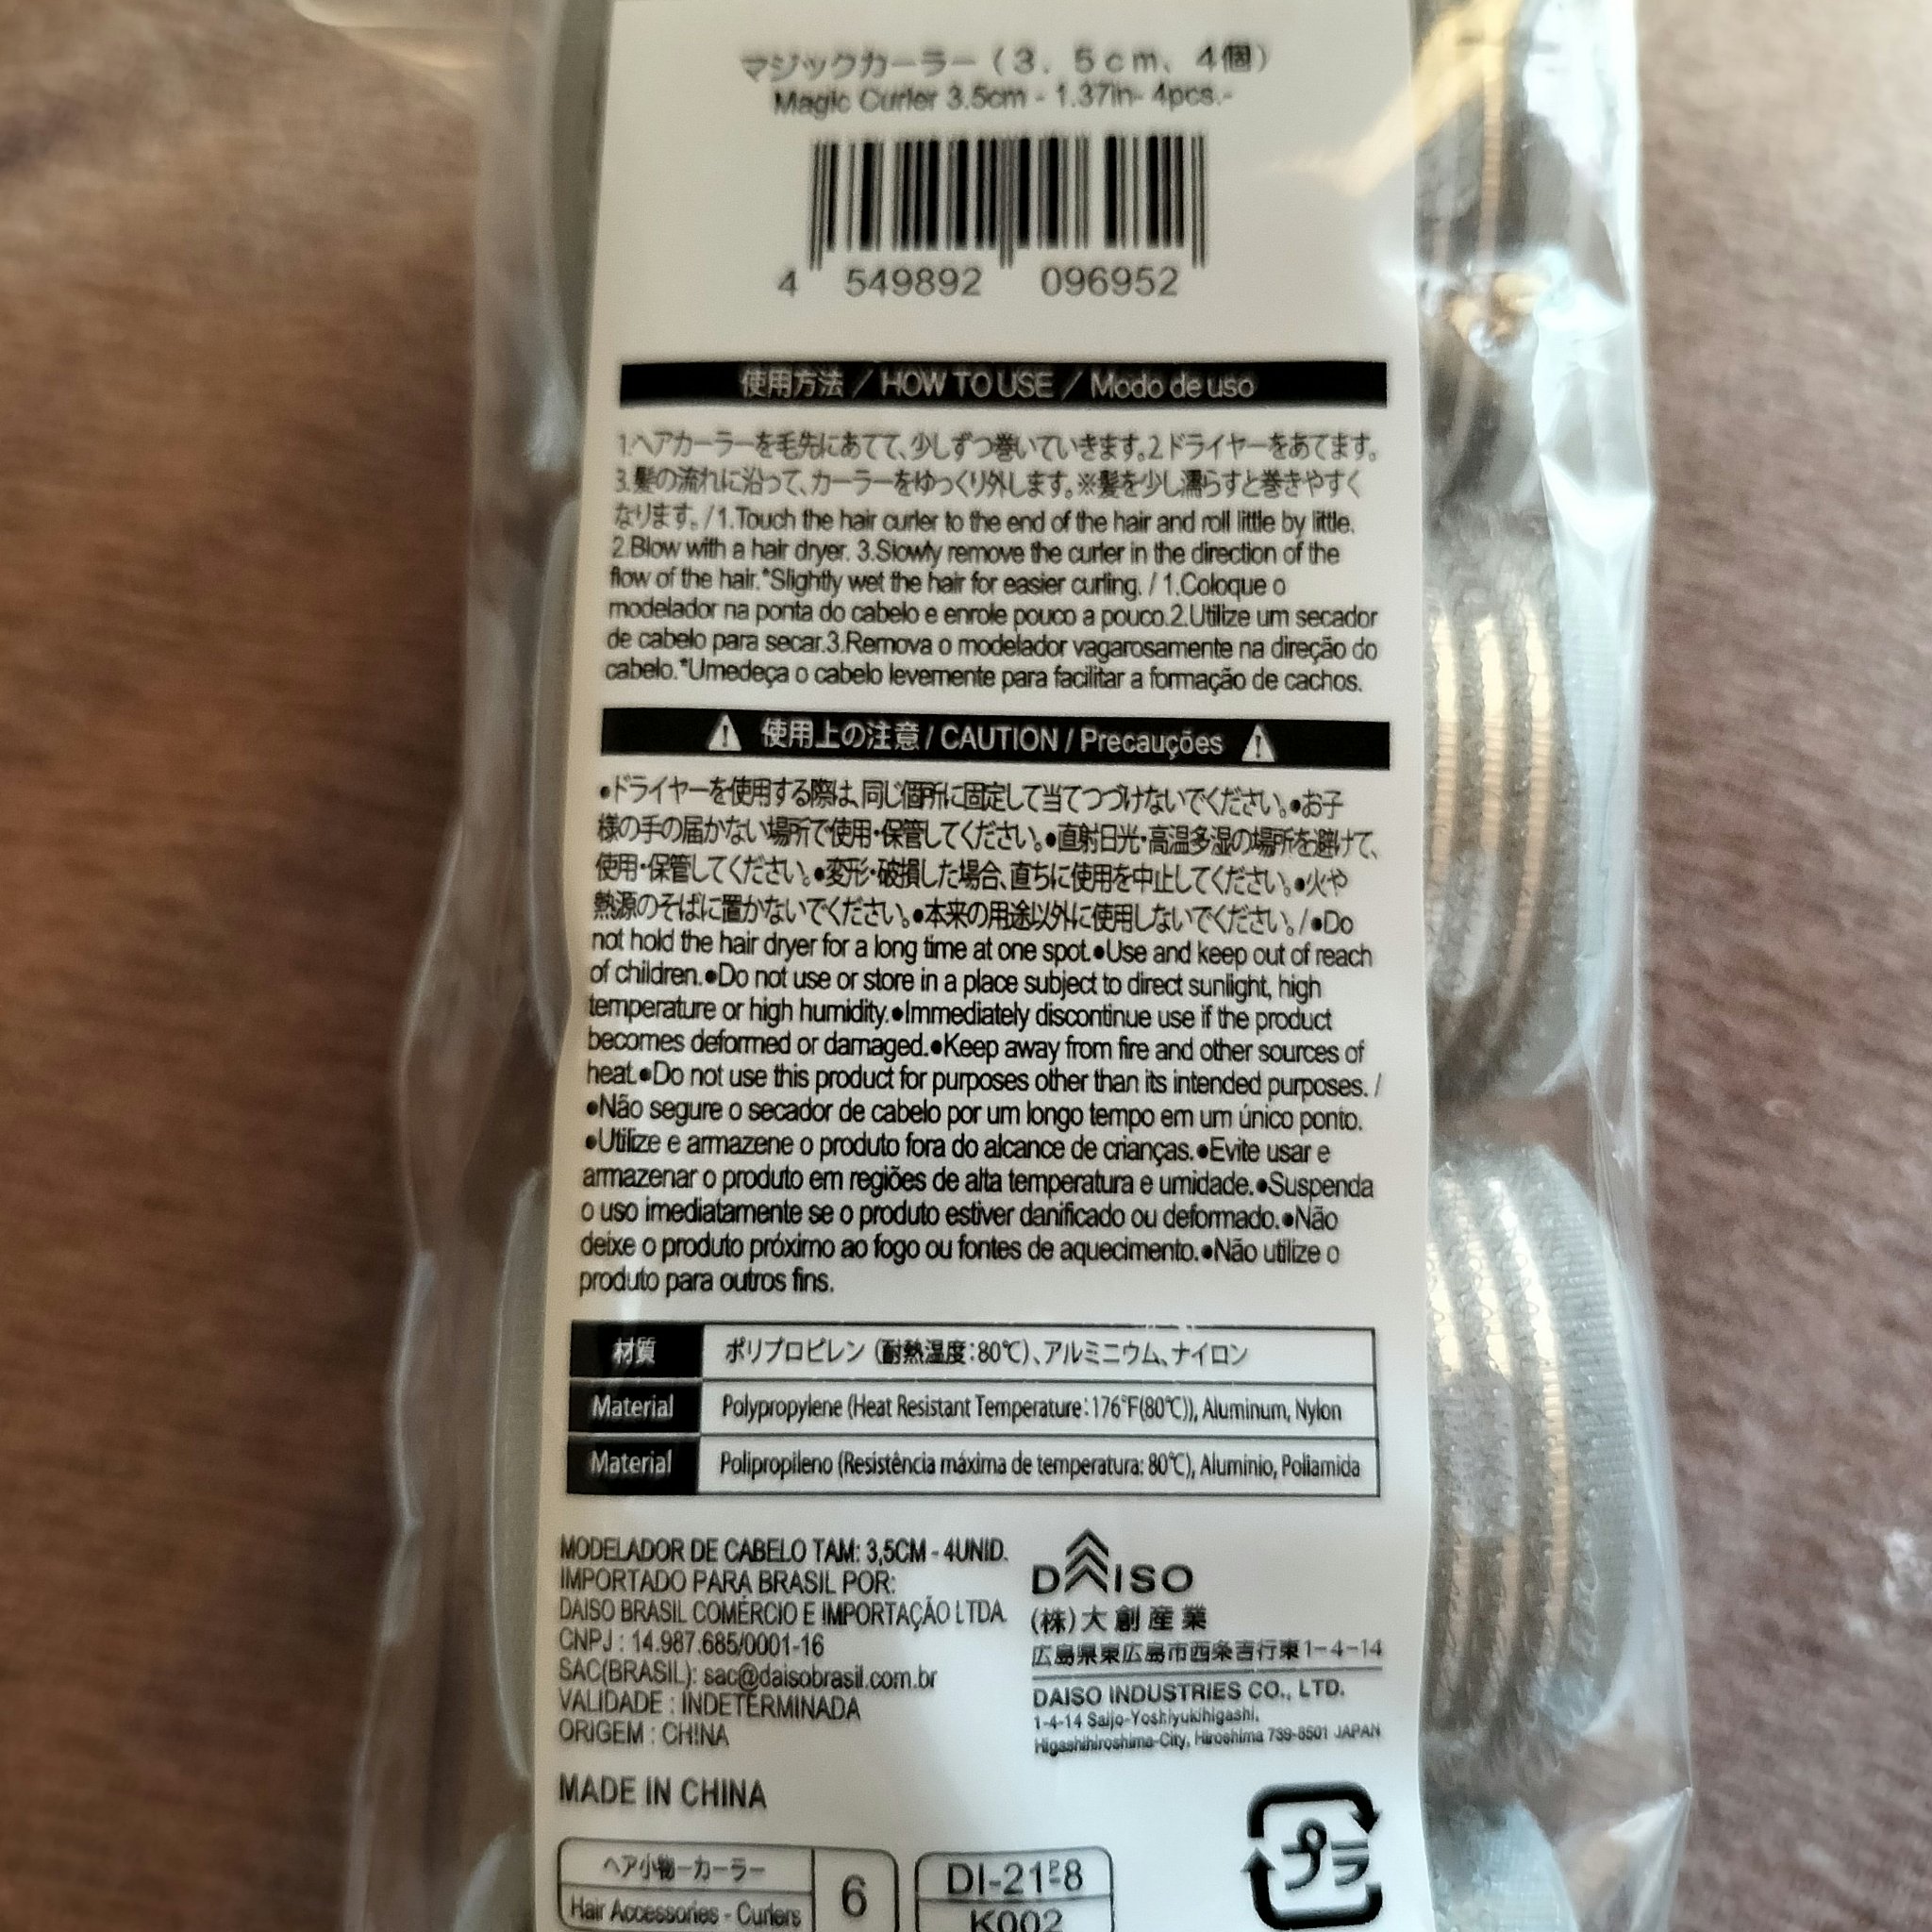 マジックカーラー（3．5cm、4個）
Magic Curler 3.5cm - 1.37in- 4pcs.-
4 549892 096952
使用方法 / HOW TO USE / Modo de uso
1.ヘアカーラーを毛先にあてて、少しずつ巻いていきます。2.ドライヤーをあてます。
3.髪の流れに沿って、カーラーをゆっくり外します。※髪を少し濡らすと巻きやすく
なります。/ 1.Touch the hair curler to the end of the hair and roll little by little.
2.Blow with a hair dryer. 3.Slowly remove the curler in the direction of the
flow of the hair.*Slightly wet the hair for easier curling. / 1.Coloque o
modelador na ponta do cabelo e enrole pouco a pouco.2.Utilize um secador
de cabelo para secar.3.Remova o modelador vagarosamente na direção do
cabelo.*Umedeça o cabelo levemente para facilitar a formação de cachos.
使用上の注意 / CAUTION / Precauções
●ドライヤーを使用する際は、同じ個所に固定して当てつづけないでください。●お子
様の手の届かない場所で使用・保管してください。●直射日光・高温多湿の場所を避けて、
使用・保管してください。●変形・破損した場合、直ちに使用を中止してください。●火や
熱源のそばに置かないでください。●本来の用途以外に使用しないでください。/ ●Do
not hold the hair dryer for a long time at one spot.●Use and keep out of reach
of children.●Do not use or store in a place subject to direct sunlight, high
temperature or high humidity.●Immediately discontinue use if the product
becomes deformed or damaged.●Keep away from fire and other sources of
heat.●Do not use this product for purposes other than its intended purposes. /
●Não segure o secador de cabelo por um longo tempo em um único ponto.
●Utilize e armazene o produto fora do alcance de crianças.●Evite usar e
armazenar o produto em regiões de alta temperatura e umidade.●Suspenda
o uso imediatamente se o produto estiver danificado ou deformado.●Não
deixe o produto próximo ao fogo ou fontes de aquecimento.●Não utilize o
produto para outros fins.
材質 ポリプロピレン（耐熱温度：80℃）、アルミニウム、ナイロン
Material Polypropylene (Heat Resistant Temperature:176℉(80℃)), Aluminum, Nylon
Material Polipropileno (Resistência máxima de temperatura: 80℃), Alumínio, Poliamida
MODELADOR DE CABELO TAM: 3,5CM - 4UNID.
IMPORTADO PARA BRASIL POR:
DAISO BRASIL COMÉRCIO E IMPORTAÇÃO LTDA.
CNPJ : 14.987.685/0001-16
SAC(BRASIL): sac@daisobrasil.com.br
VALIDADE : INDETERMINADA
ORIGEM : CHINA
DAISO
(株)大創産業
広島県東広島市西条吉行東1-4-14
DAISO INDUSTRIES CO., LTD.
1-4-14 Saijo-Yoshiyukihigashi,
Higashihiroshima-City, Hiroshima 739-8501 JAPAN
MADE IN CHINA
ヘア小物-カーラー
Hair Accessories - Curlers
6
DI-21P-8
K002
プラ